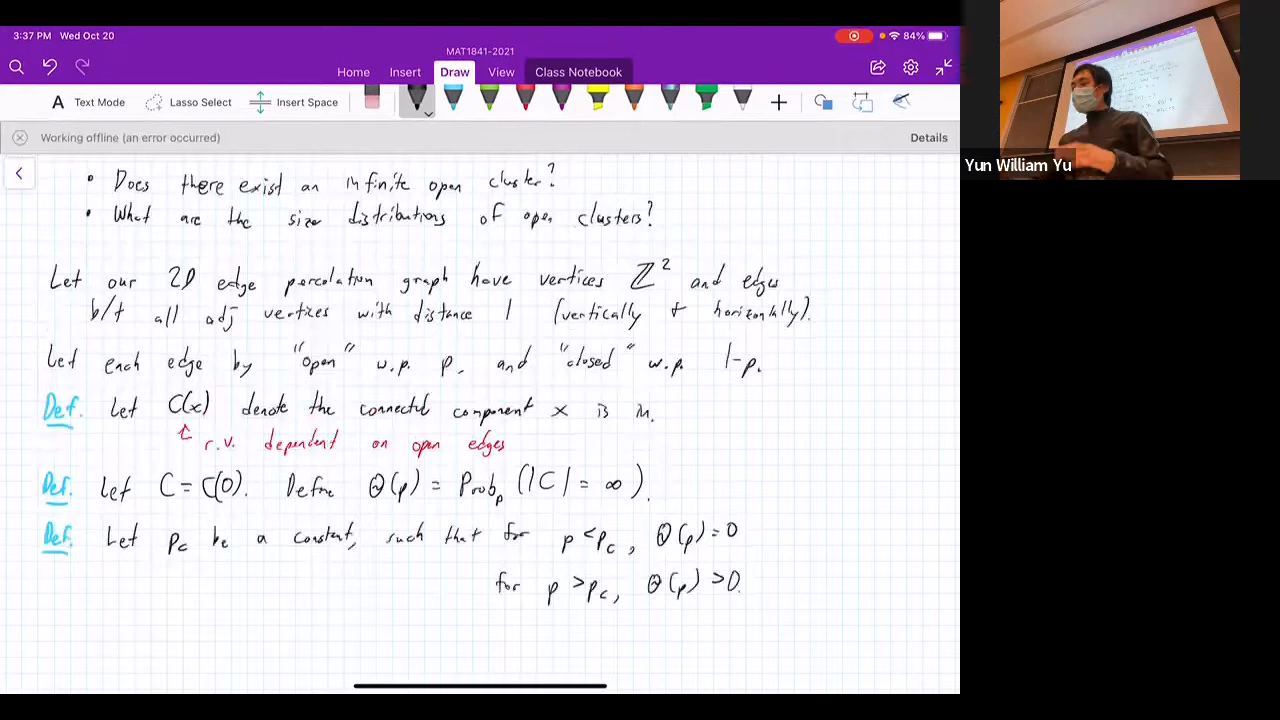 3:37 PM Wed Oct 20
84%
MAT1841-2021
Home Insert Draw View Class Notebook
A Text Mode Lasso Select Insert Space
Working offline (an error occurred) Details
• Does there exist an infinite open cluster?
• What are the size distributions of open clusters?
Let our 2D edge percolation graph have vertices ℤ² and edges
b/t all adj vertices with distance 1 (vertically + horizontally).
Let each edge by "open" w.p. p, and "closed" w.p. 1-p.
Def. Let C(x) denote the connected component x is in.
↑ r.v. dependent on open edges
Def. Let C = C(0). Define Θ(p) = Prob_p (|C| = ∞).
Def. Let p_c be a constant, such that for p < p_c, Θ(p) = 0
for p > p_c, Θ(p) > 0.
Yun William Yu